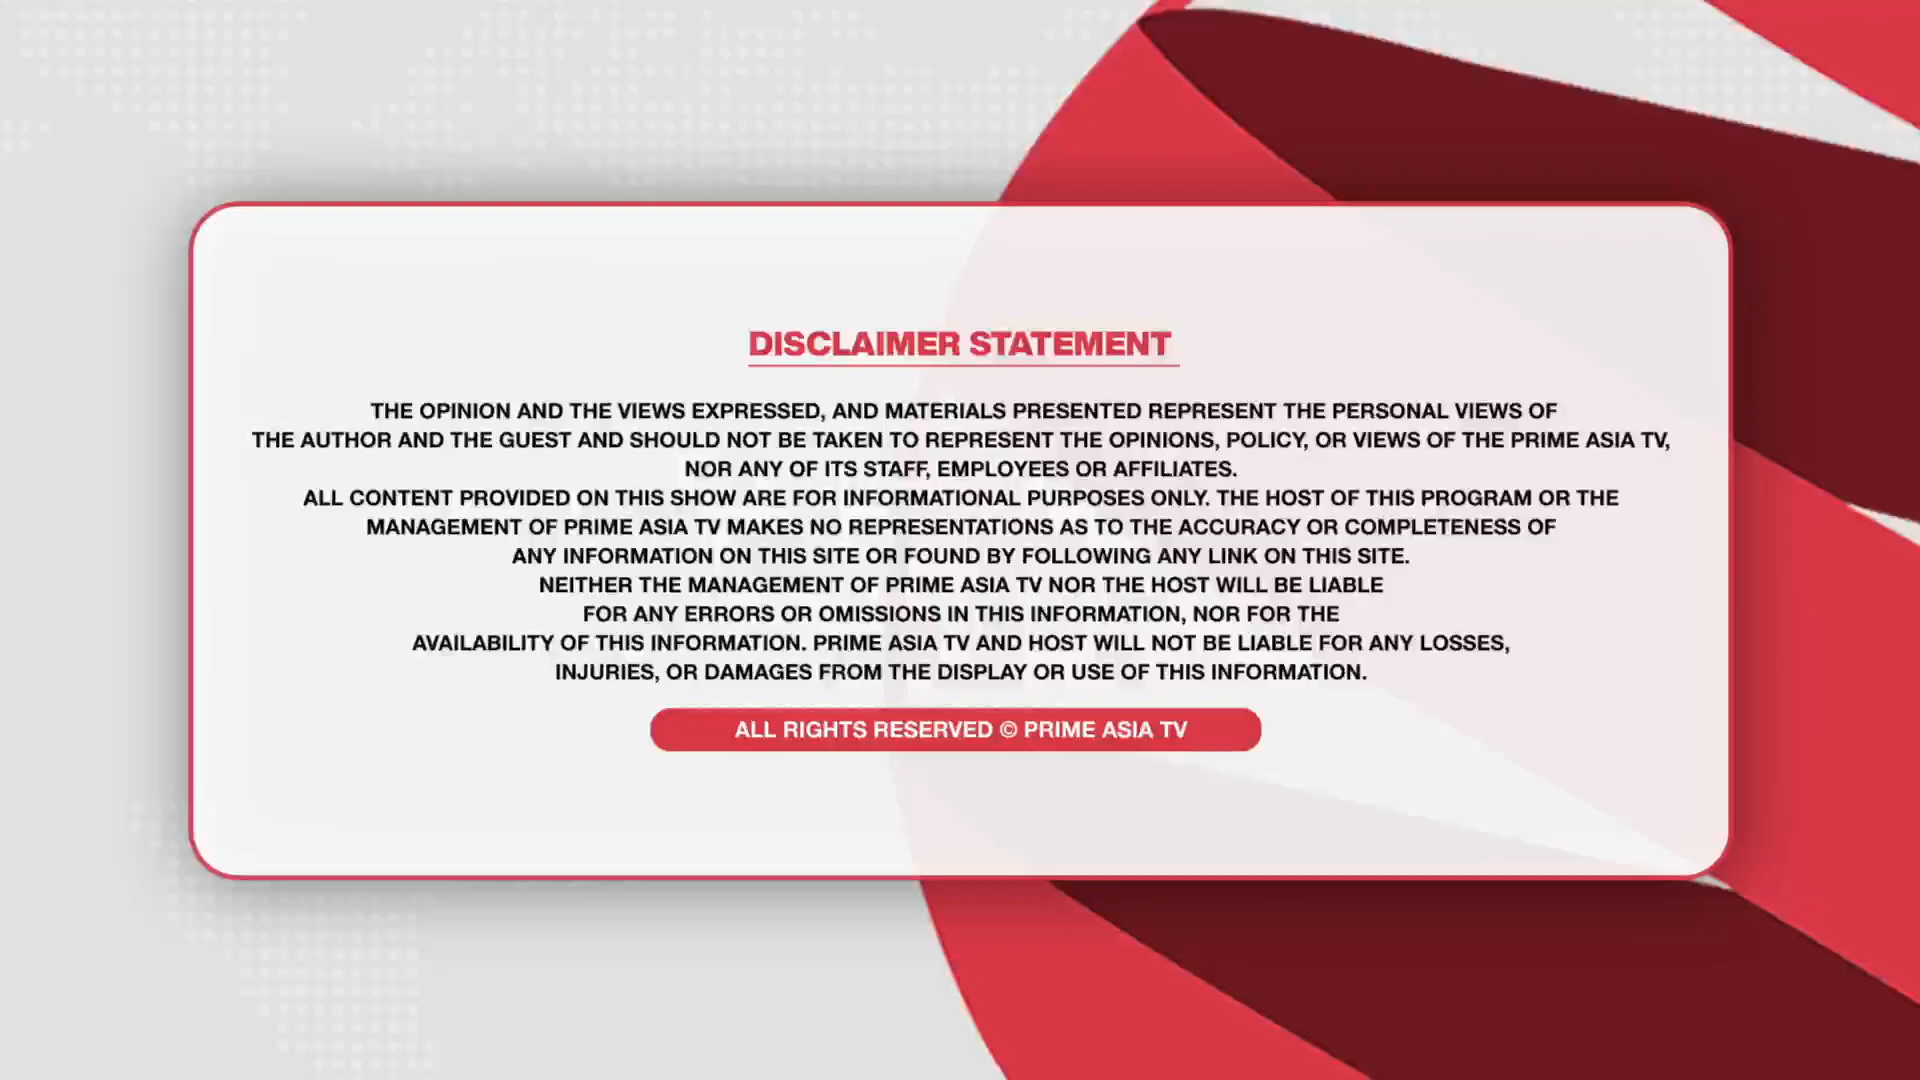 DISCLAIMER STATEMENT
THE OPINION AND THE VIEWS EXPRESSED, AND MATERIALS PRESENTED REPRESENT THE PERSONAL VIEWS OF
THE AUTHOR AND THE GUEST AND SHOULD NOT BE TAKEN TO REPRESENT THE OPINIONS, POLICY, OR VIEWS OF THE PRIME ASIA TV,
NOR ANY OF ITS STAFF, EMPLOYEES OR AFFILIATES.
ALL CONTENT PROVIDED ON THIS SHOW ARE FOR INFORMATIONAL PURPOSES ONLY. THE HOST OF THIS PROGRAM OR THE
MANAGEMENT OF PRIME ASIA TV MAKES NO REPRESENTATIONS AS TO THE ACCURACY OR COMPLETENESS OF
ANY INFORMATION ON THIS SITE OR FOUND BY FOLLOWING ANY LINK ON THIS SITE.
NEITHER THE MANAGEMENT OF PRIME ASIA TV NOR THE HOST WILL BE LIABLE
FOR ANY ERRORS OR OMISSIONS IN THIS INFORMATION, NOR FOR THE
AVAILABILITY OF THIS INFORMATION. PRIME ASIA TV AND HOST WILL NOT BE LIABLE FOR ANY LOSSES,
INJURIES, OR DAMAGES FROM THE DISPLAY OR USE OF THIS INFORMATION.
ALL RIGHTS RESERVED © PRIME ASIA TV